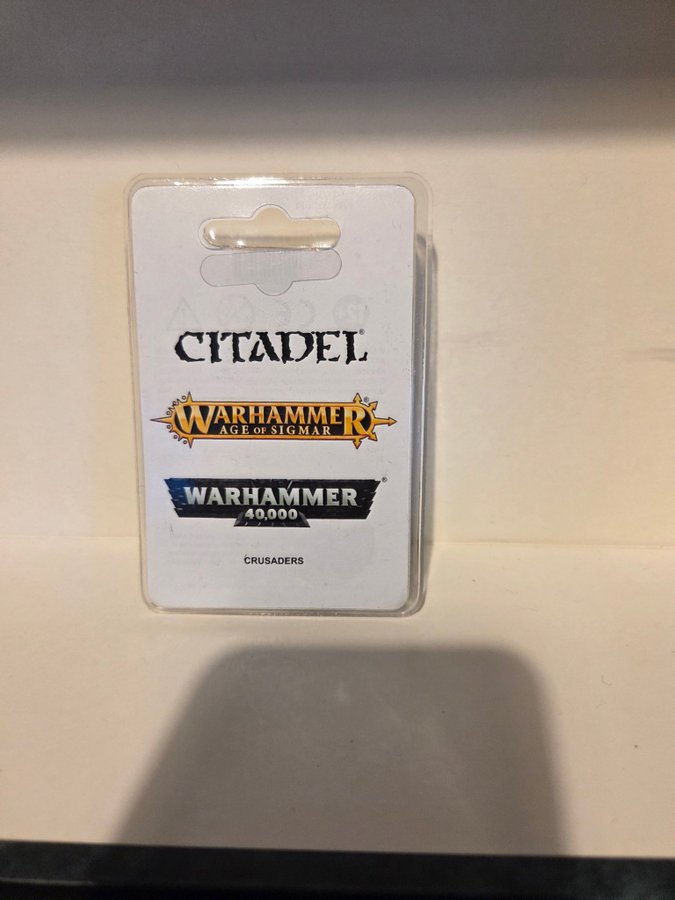 CITADEL®
WARHAMMER®
AGE OF SIGMAR
WARHAMMER®
40,000
CRUSADERS